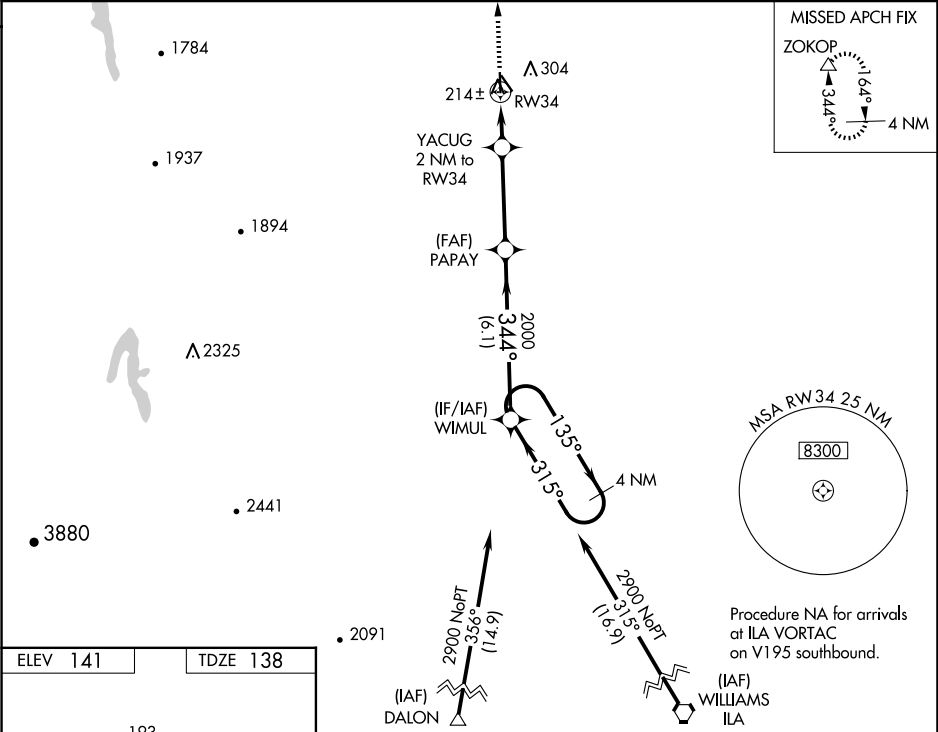 MISSED APCH FIX
ZOKOP
344°
164°
4 NM
1784
304
214±
RW34
YACUG
2 NM to
RW34
1937
1894
(FAF)
PAPAY
2000
344°
(6.1)
2325
(IF/IAF)
WIMUL
135°
315°
4 NM
MSA RW34 25 NM
8300
2441
3880
2900 NoPT
356°
(14.9)
2900 NoPT
315°
(16.9)
Procedure NA for arrivals
at ILA VORTAC
on V195 southbound.
2091
ELEV 141
TDZE 138
(IAF)
DALON
(IAF)
WILLIAMS
ILA